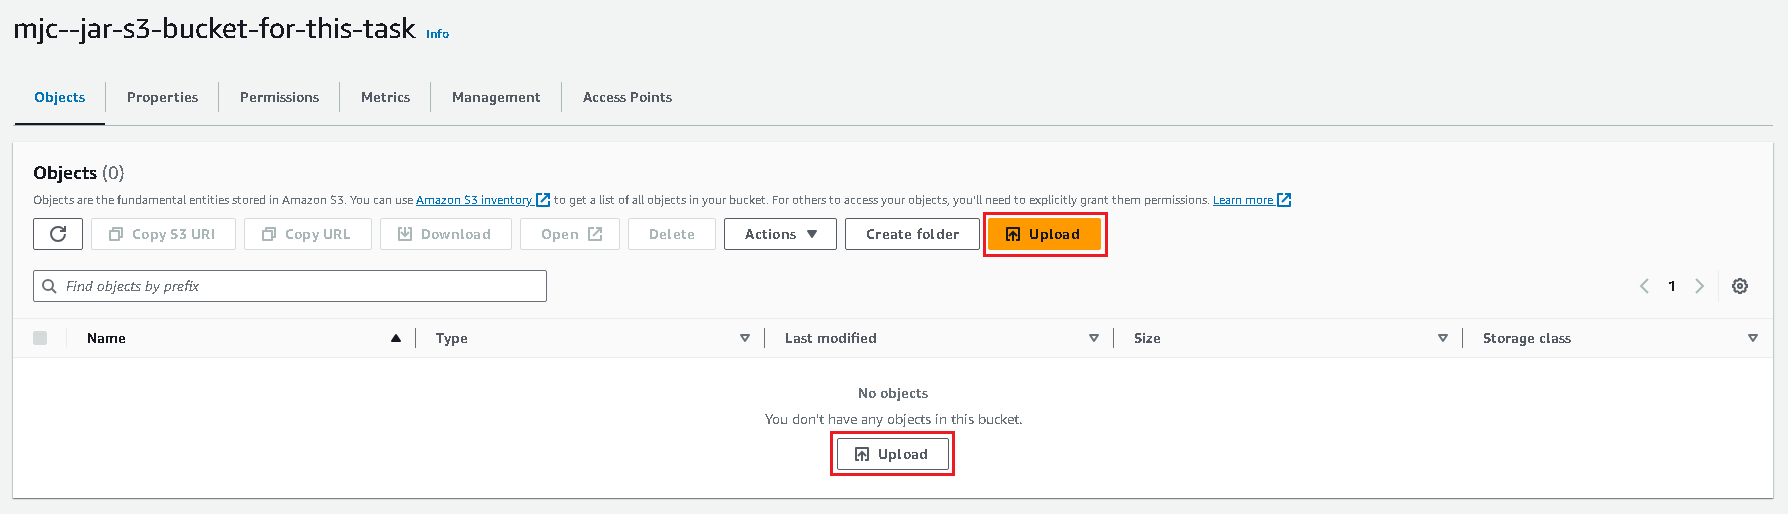 mjc--jar-s3-bucket-for-this-task Info
Objects Properties Permissions Metrics Management Access Points
Objects (0)
Objects are the fundamental entities stored in Amazon S3. You can use Amazon S3 inventory to get a list of all objects in your bucket. For others to access your objects, you'll need to explicitly grant them permissions. Learn more
Copy S3 URI Copy URL Download Open Delete Actions Create folder Upload
Find objects by prefix 1
Name Type Last modified Size Storage class
No objects
You don't have any objects in this bucket.
Upload